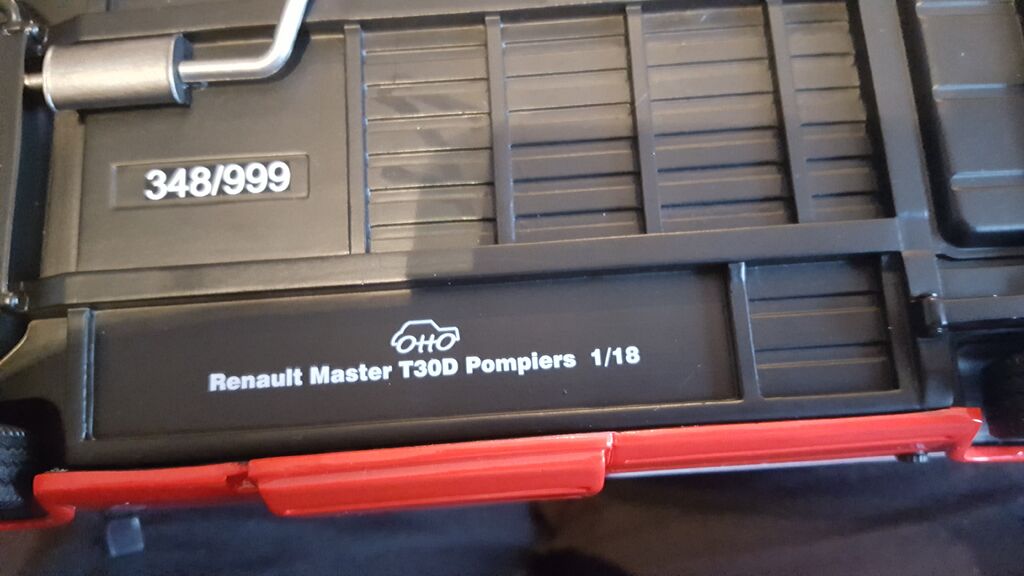 348/999
OttO
Renault Master T30D Pompiers 1/18